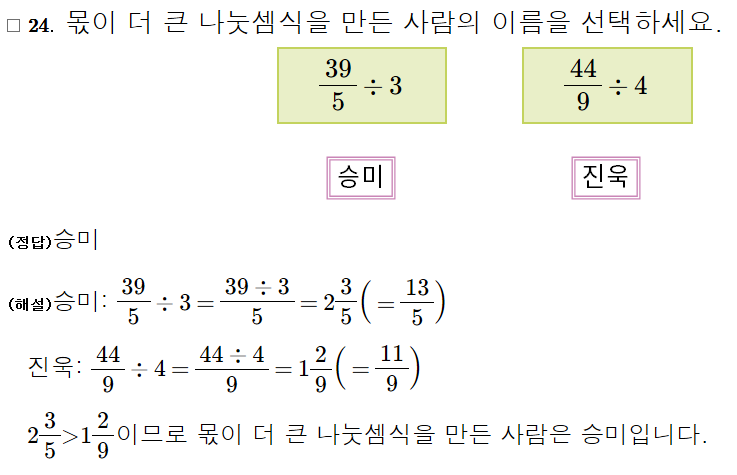 □ 24. 몫이 더 큰 나눗셈식을 만든 사람의 이름을 선택하세요.
39/5 ÷ 3 44/9 ÷ 4
승미 진욱
(정답)승미
(해설)승미: 39/5 ÷ 3 = (39 ÷ 3)/5 = 2 3/5 ( = 13/5 )
진욱: 44/9 ÷ 4 = (44 ÷ 4)/9 = 1 2/9 ( = 11/9 )
2 3/5 > 1 2/9 이므로 몫이 더 큰 나눗셈식을 만든 사람은 승미입니다.